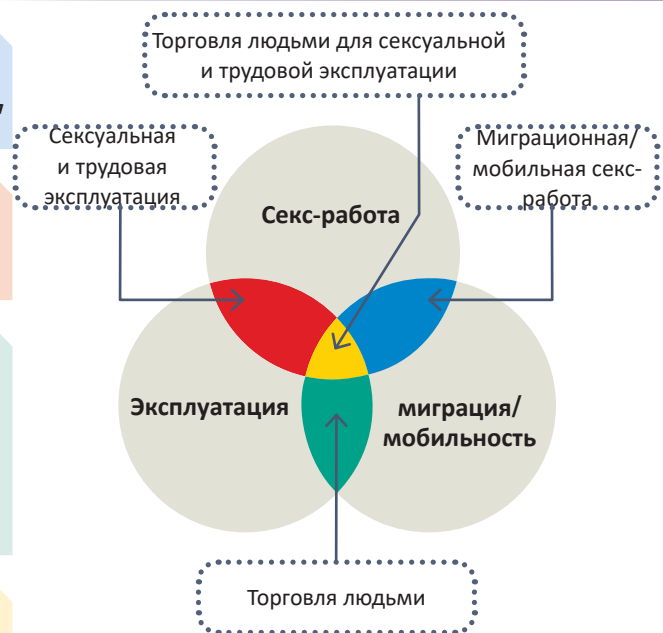 Торговля людьми для сексуальной
и трудовой эксплуатации
Сексуальная
и трудовая
эксплуатация
Миграционная/
мобильная секс-
работа
Секс-работа
Эксплуатация
миграция/
мобильность
Торговля людьми